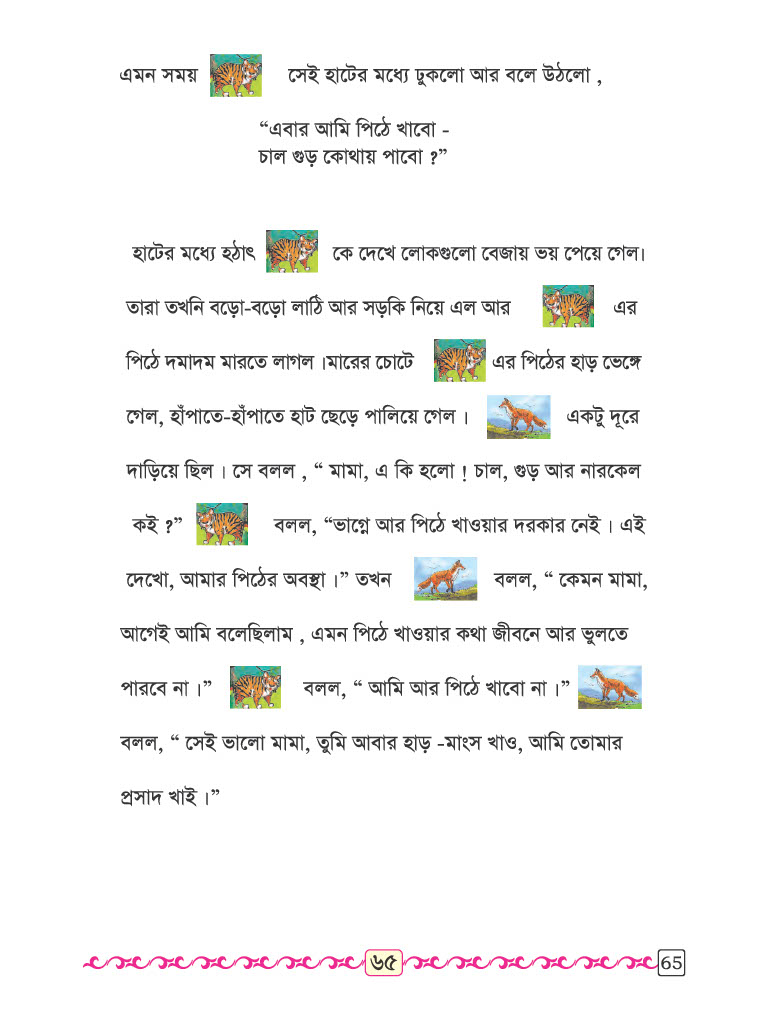 এমন সময় সেই হাটের মধ্যে ঢুকলো আর বলে উঠলো ,
“এবার আমি পিঠে খাবো -
চাল গুড় কোথায় পাবো ?”
হাটের মধ্যে হঠাৎ কে দেখে লোকগুলো বেজায় ভয় পেয়ে গেল।
তারা তখনি বড়ো-বড়ো লাঠি আর সড়কি নিয়ে এল আর এর
পিঠে দমাদম মারতে লাগল ।মারের চোটে এর পিঠের হাড় ভেঙ্গে
গেল, হাঁপাতে-হাঁপাতে হাট ছেড়ে পালিয়ে গেল । একটু দূরে
দাড়িয়ে ছিল । সে বলল , “ মামা, এ কি হলো ! চাল, গুড় আর নারকেল
কই ?” বলল, “ভাগ্নে আর পিঠে খাওয়ার দরকার নেই । এই
দেখো, আমার পিঠের অবস্থা ।” তখন বলল, “ কেমন মামা,
আগেই আমি বলেছিলাম , এমন পিঠে খাওয়ার কথা জীবনে আর ভুলতে
পারবে না ।” বলল, “ আমি আর পিঠে খাবো না ।”
বলল, “ সেই ভালো মামা, তুমি আবার হাড় -মাংস খাও, আমি তোমার
প্রসাদ খাই ।”
৬৫
65